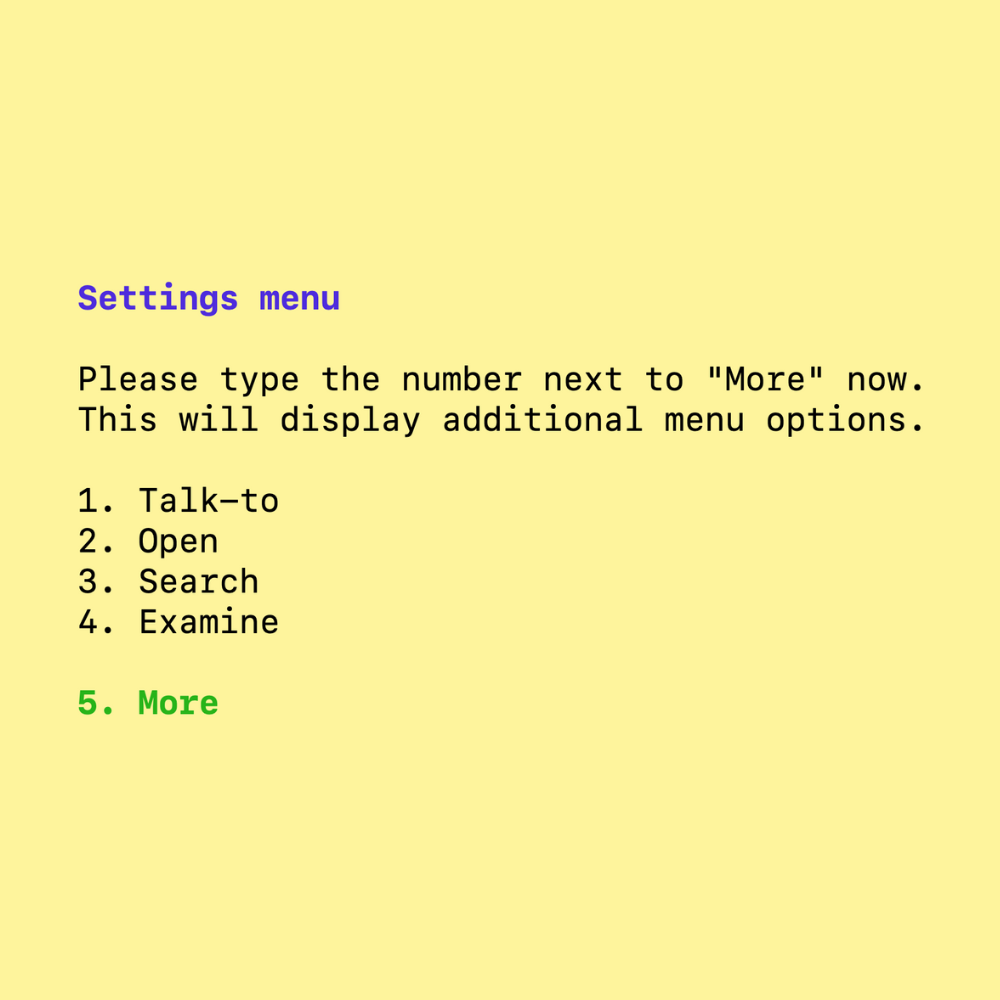 Settings menu
Please type the number next to "More" now.
This will display additional menu options.
1. Talk-to
2. Open
3. Search
4. Examine
5. More